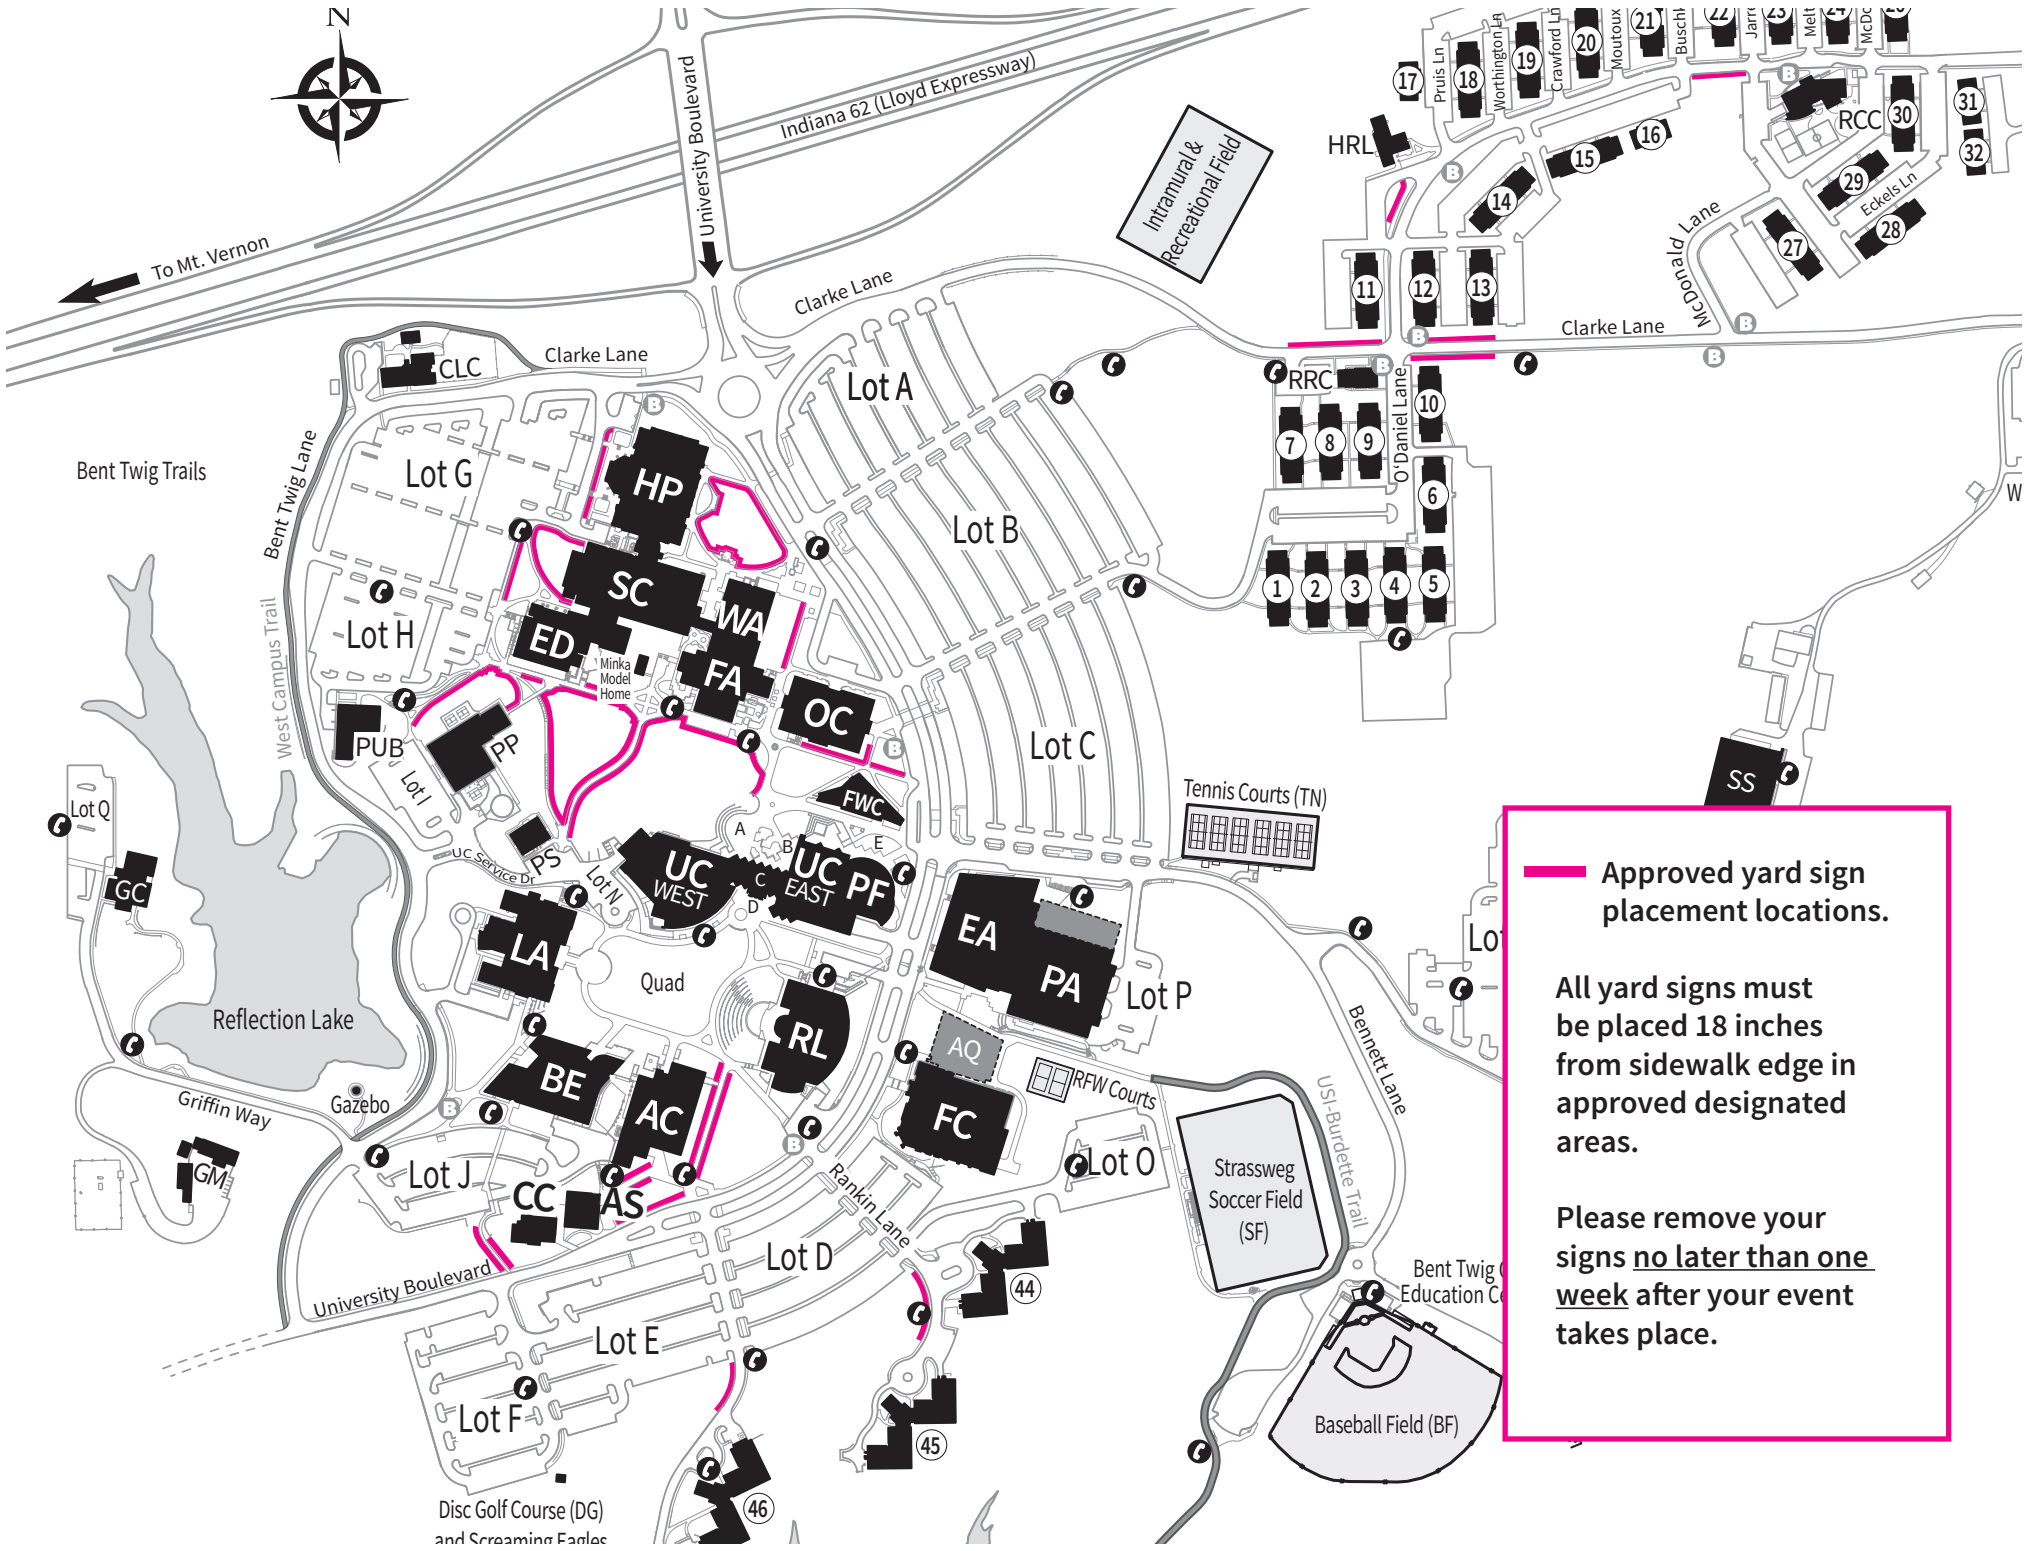 N
University Boulevard
Indiana 62 (Lloyd Expressway)
To Mt. Vernon
Intramural &
Recreational Field
Pruis Ln
Worthington Ln
Crawford Ln
Moutoux
17
18
19
20
21
22
23
24
HRL
B
B
RCC
16
15
14
30
31
32
29
28
27
Eckels Ln
McDonald Lane
11
12
13
Clarke Lane
Clarke Lane
Clarke Lane
B
B
B
B
CLC
RRC
O'Daniel Lane
10
7
8
9
6
1
2
3
4
5
Lot A
Lot B
Lot C
B
Bent Twig Trails
Bent Twig Lane
West Campus Trail
Lot G
Lot H
HP
SC
WA
ED
FA
Minka
Model
Home
OC
B
PUB
PP
Lot I
PS
UC Service Dr
Lot N
Lot Q
GC
FWC
A
B
C
D
E
UC
WEST
UC
EAST
PF
LA
Quad
Tennis Courts (TN)
SS
EA
PA
Lot P
Reflection Lake
RL
AQ
FC
RFW Courts
BE
AC
Gazebo
B
Griffin Way
GM
Lot J
CC
AS
B
Rankin Lane
Lot O
Bennett Lane
USI-Burdette Trail
Strassweg
Soccer Field
(SF)
University Boulevard
Lot D
Lot E
Lot F
44
45
46
Bent Twig
Education
Baseball Field (BF)
Disc Golf Course (DG)
and Screaming Eagles
Approved yard sign
placement locations.
All yard signs must
be placed 18 inches
from sidewalk edge in
approved designated
areas.
Please remove your
signs no later than one
week after your event
takes place.